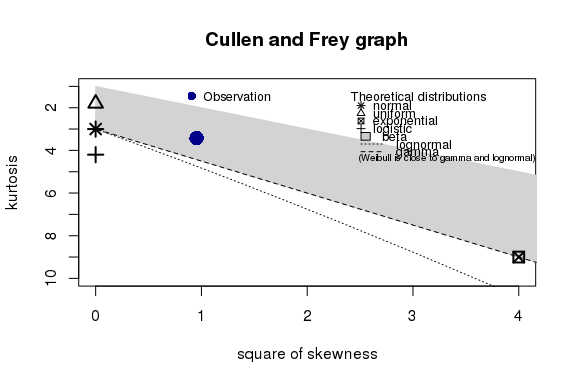 Cullen and Frey graph
Observation
Theoretical distributions
normal
uniform
exponential
logistic
beta
lognormal
gamma
(Weibull is close to gamma and lognormal)
kurtosis
2
4
6
8
10
0
1
2
3
4
square of skewness